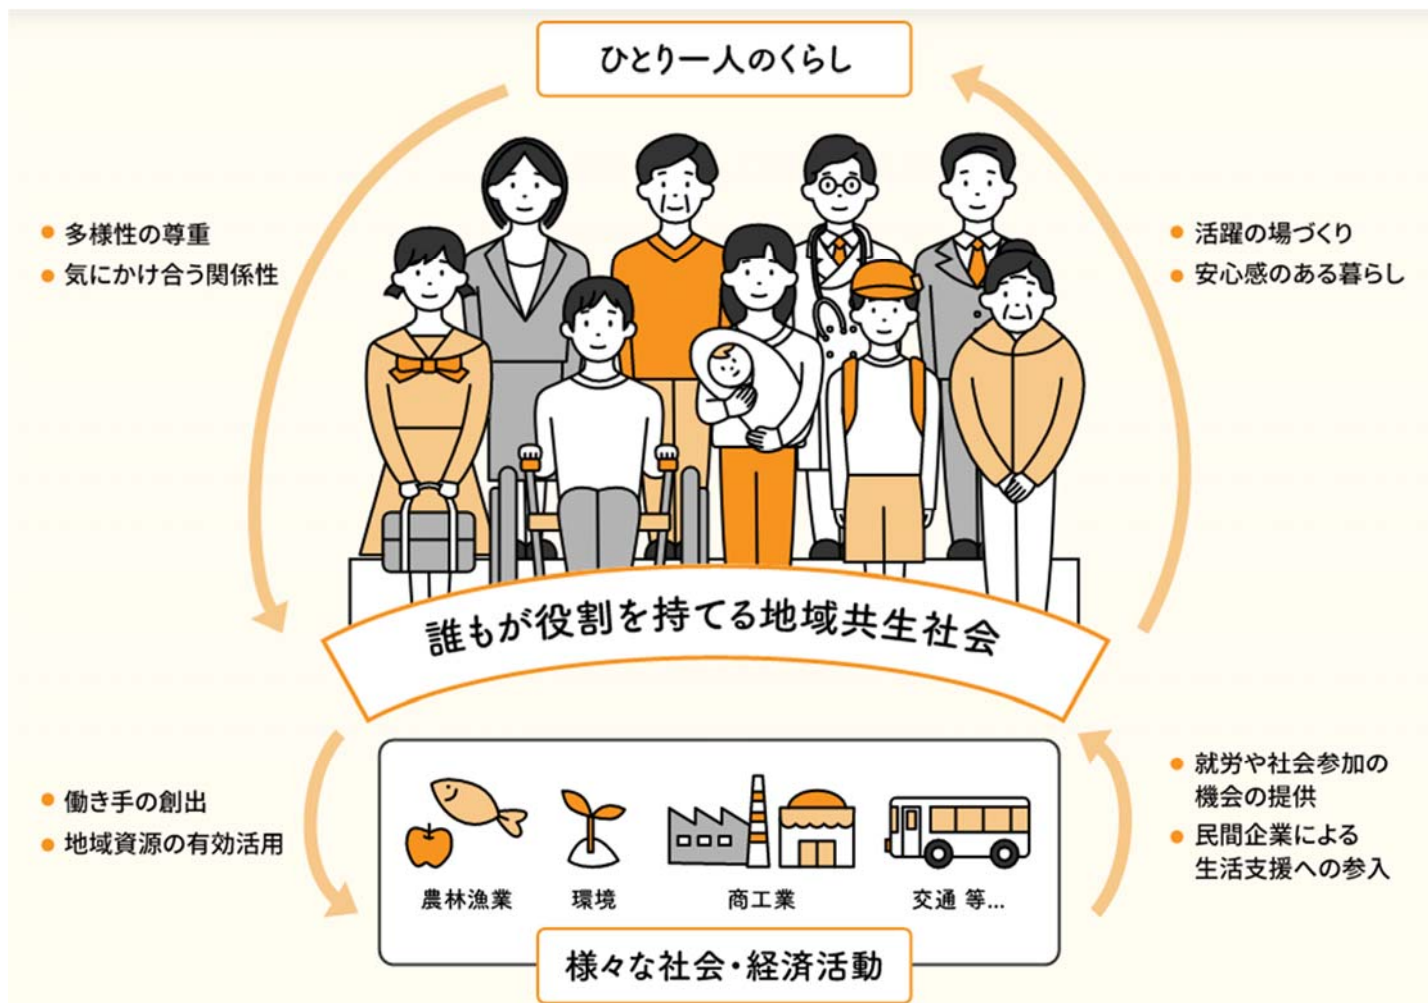 ひとり一人のくらし
多様性の尊重
気にかけ合う関係性
活躍の場づくり
安心感のある暮らし
誰もが役割を持てる地域共生社会
働き手の創出
地域資源の有効活用
就労や社会参加の
機会の提供
民間企業による
生活支援への参入
農林漁業
環境
商工業
交通 等...
様々な社会・経済活動